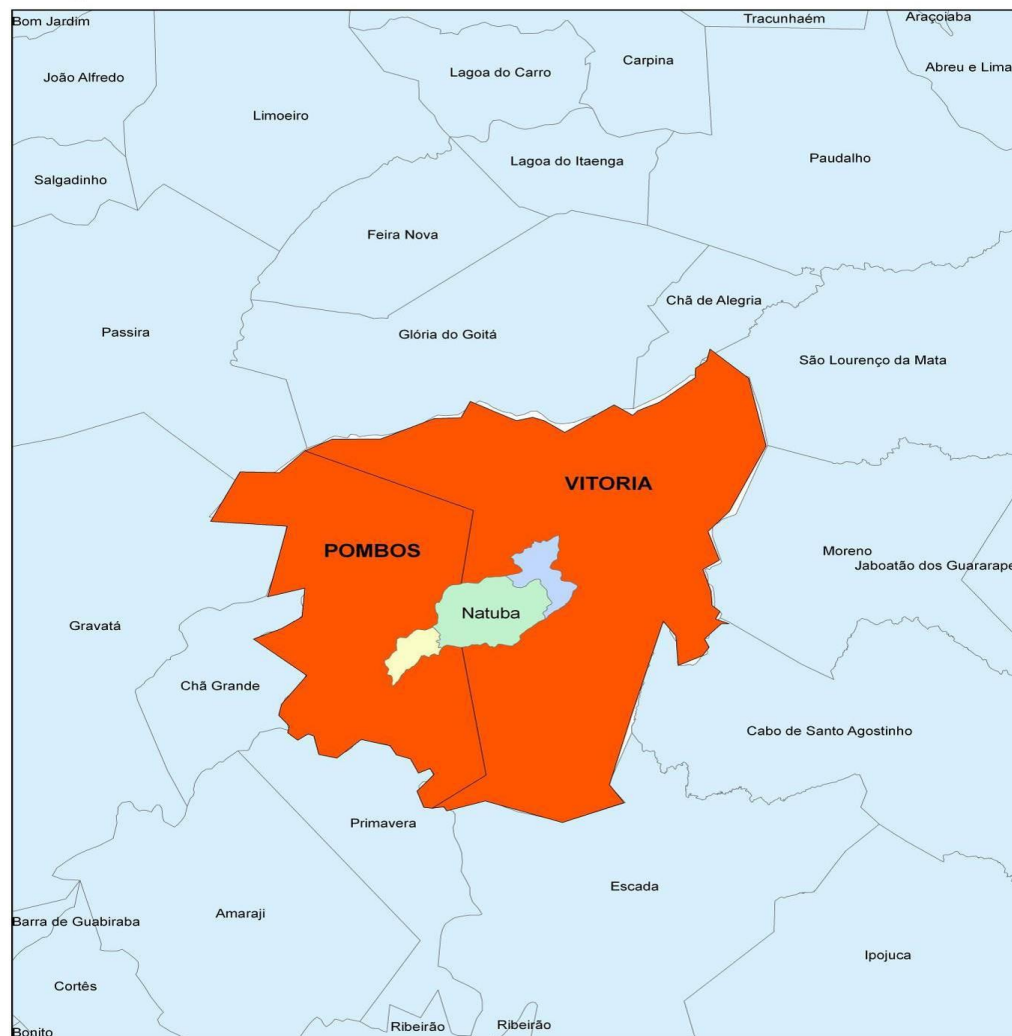 Bom Jardim
Tracunhaém
Araçoiaba
João Alfredo
Lagoa do Carro
Carpina
Abreu e Lima
Limoeiro
Salgadinho
Lagoa do Itaenga
Paudalho
Feira Nova
Passira
Glória do Goitá
Chã de Alegria
São Lourenço da Mata
VITORIA
POMBOS
Moreno
Jaboatão dos Guararape
Natuba
Gravatá
Chã Grande
Cabo de Santo Agostinho
Primavera
Escada
Barra de Guabiraba
Amaraji
Ipojuca
Cortês
Bonito
Ribeirão
Ribeirão